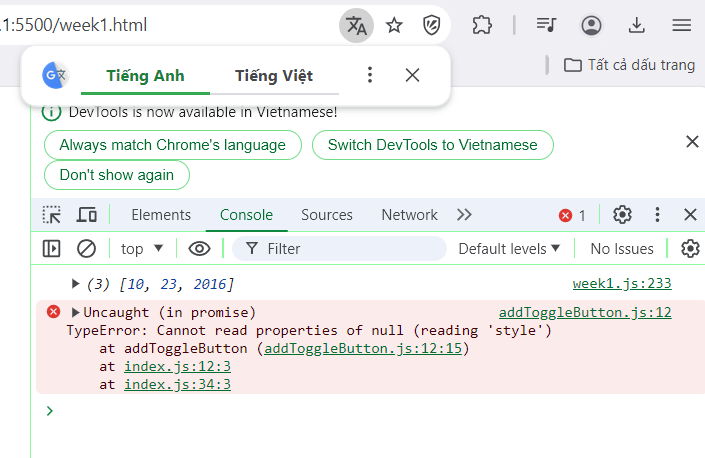 .1:5500/week1.html
Tiếng Anh Tiếng Việt
Tất cả dấu trang
DevTools is now available in Vietnamese!
Always match Chrome's language Switch DevTools to Vietnamese
Don't show again
Elements Console Sources Network 1
top Filter Default levels No Issues
(3) [10, 23, 2016] week1.js:233
Uncaught (in promise) addToggleButton.js:12
TypeError: Cannot read properties of null (reading 'style')
at addToggleButton (addToggleButton.js:12:15)
at index.js:12:3
at index.js:34:3